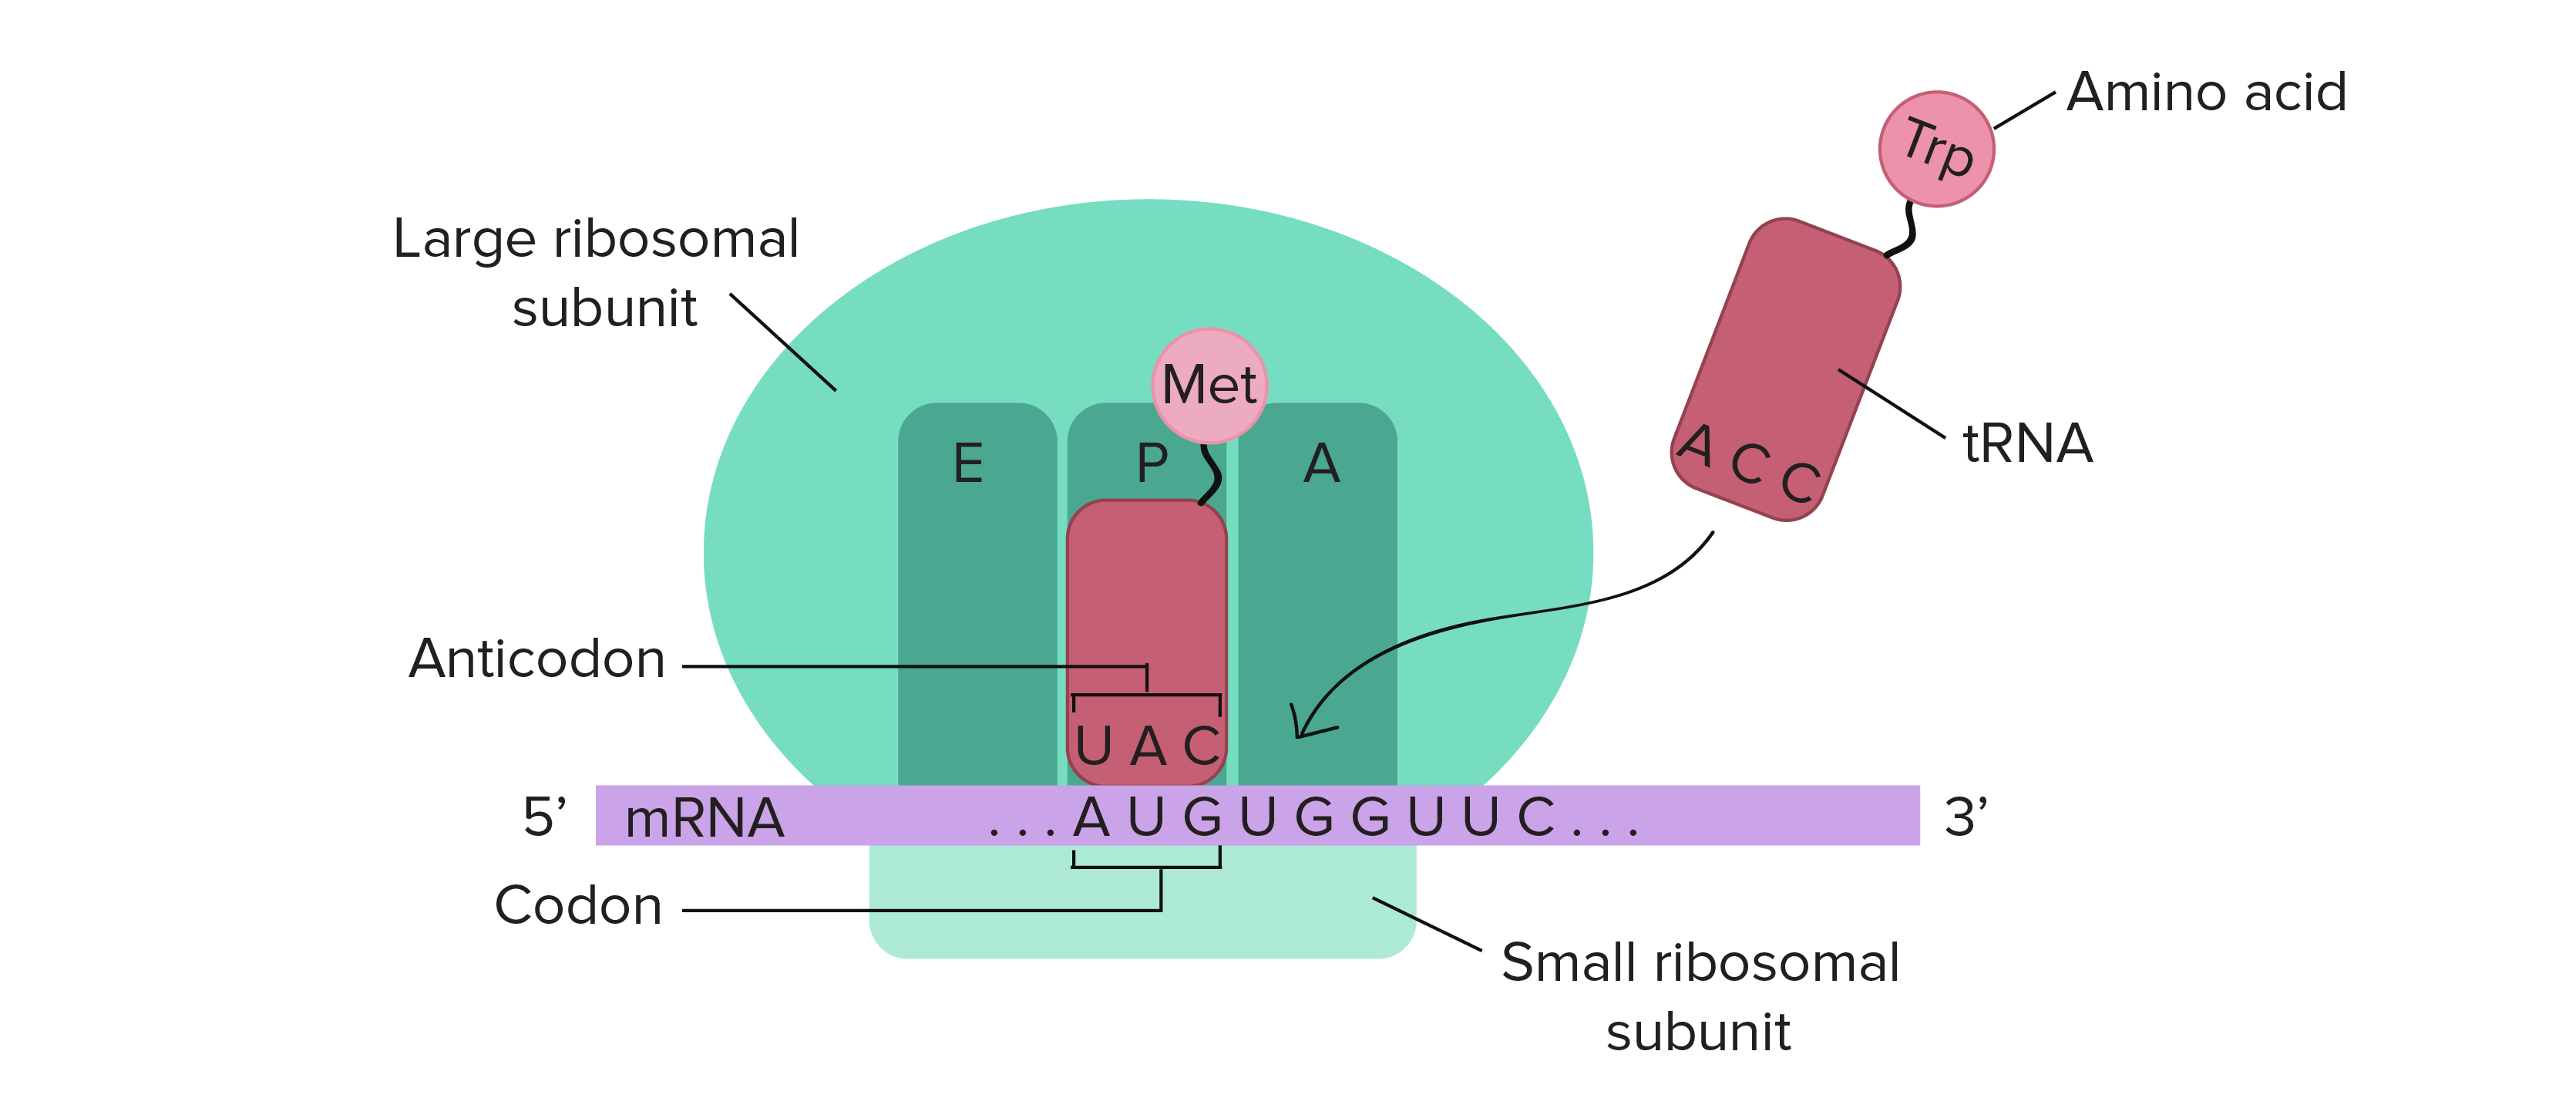 Amino acid
Trp
Large ribosomal
subunit
Met
E P A
A C C
tRNA
Anticodon
U A C
5’ mRNA ...A U G U G G U U C... 3’
Codon
Small ribosomal
subunit